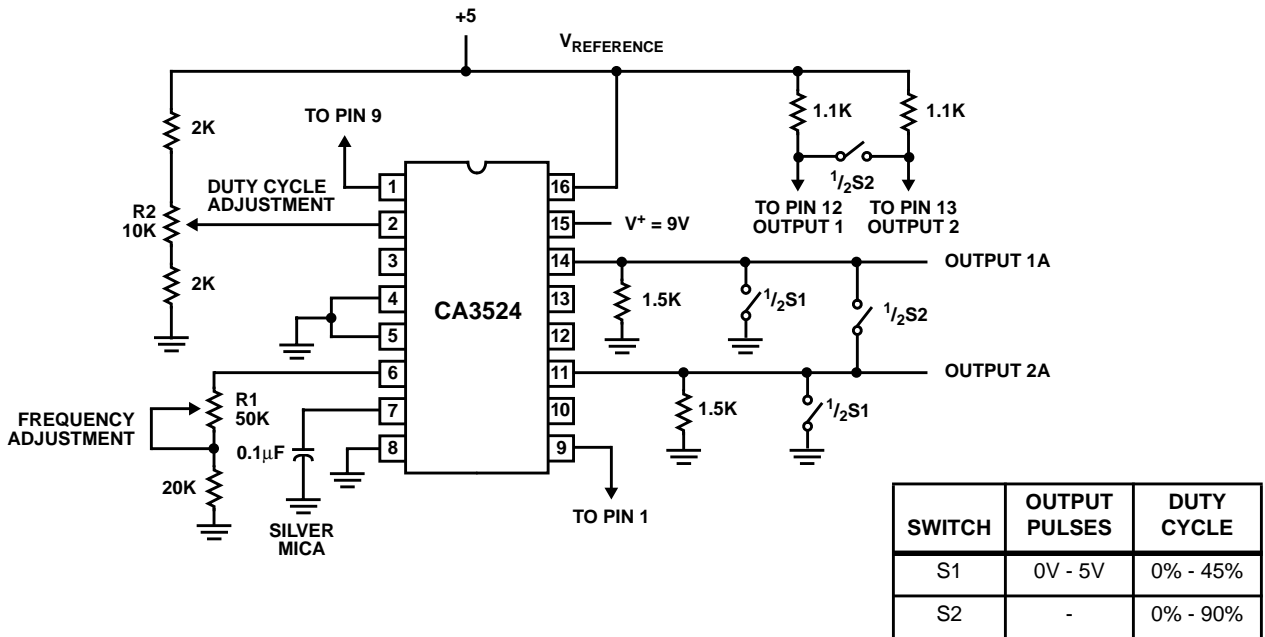 +5
VREFERENCE
2K
TO PIN 9
1.1K
1.1K
1/2S2
DUTY CYCLE
ADJUSTMENT
R2
10K
2K
TO PIN 12
OUTPUT 1
TO PIN 13
OUTPUT 2
1
2
3
4
5
6
7
8
16
15
14
13
12
11
10
9
CA3524
V+ = 9V
OUTPUT 1A
1.5K
1/2S1
1/2S2
OUTPUT 2A
1.5K
1/2S1
FREQUENCY
ADJUSTMENT
R1
50K
0.1μF
20K
SILVER
MICA
TO PIN 1
SWITCH OUTPUT PULSES DUTY CYCLE
S1 0V - 5V 0% - 45%
S2 - 0% - 90%